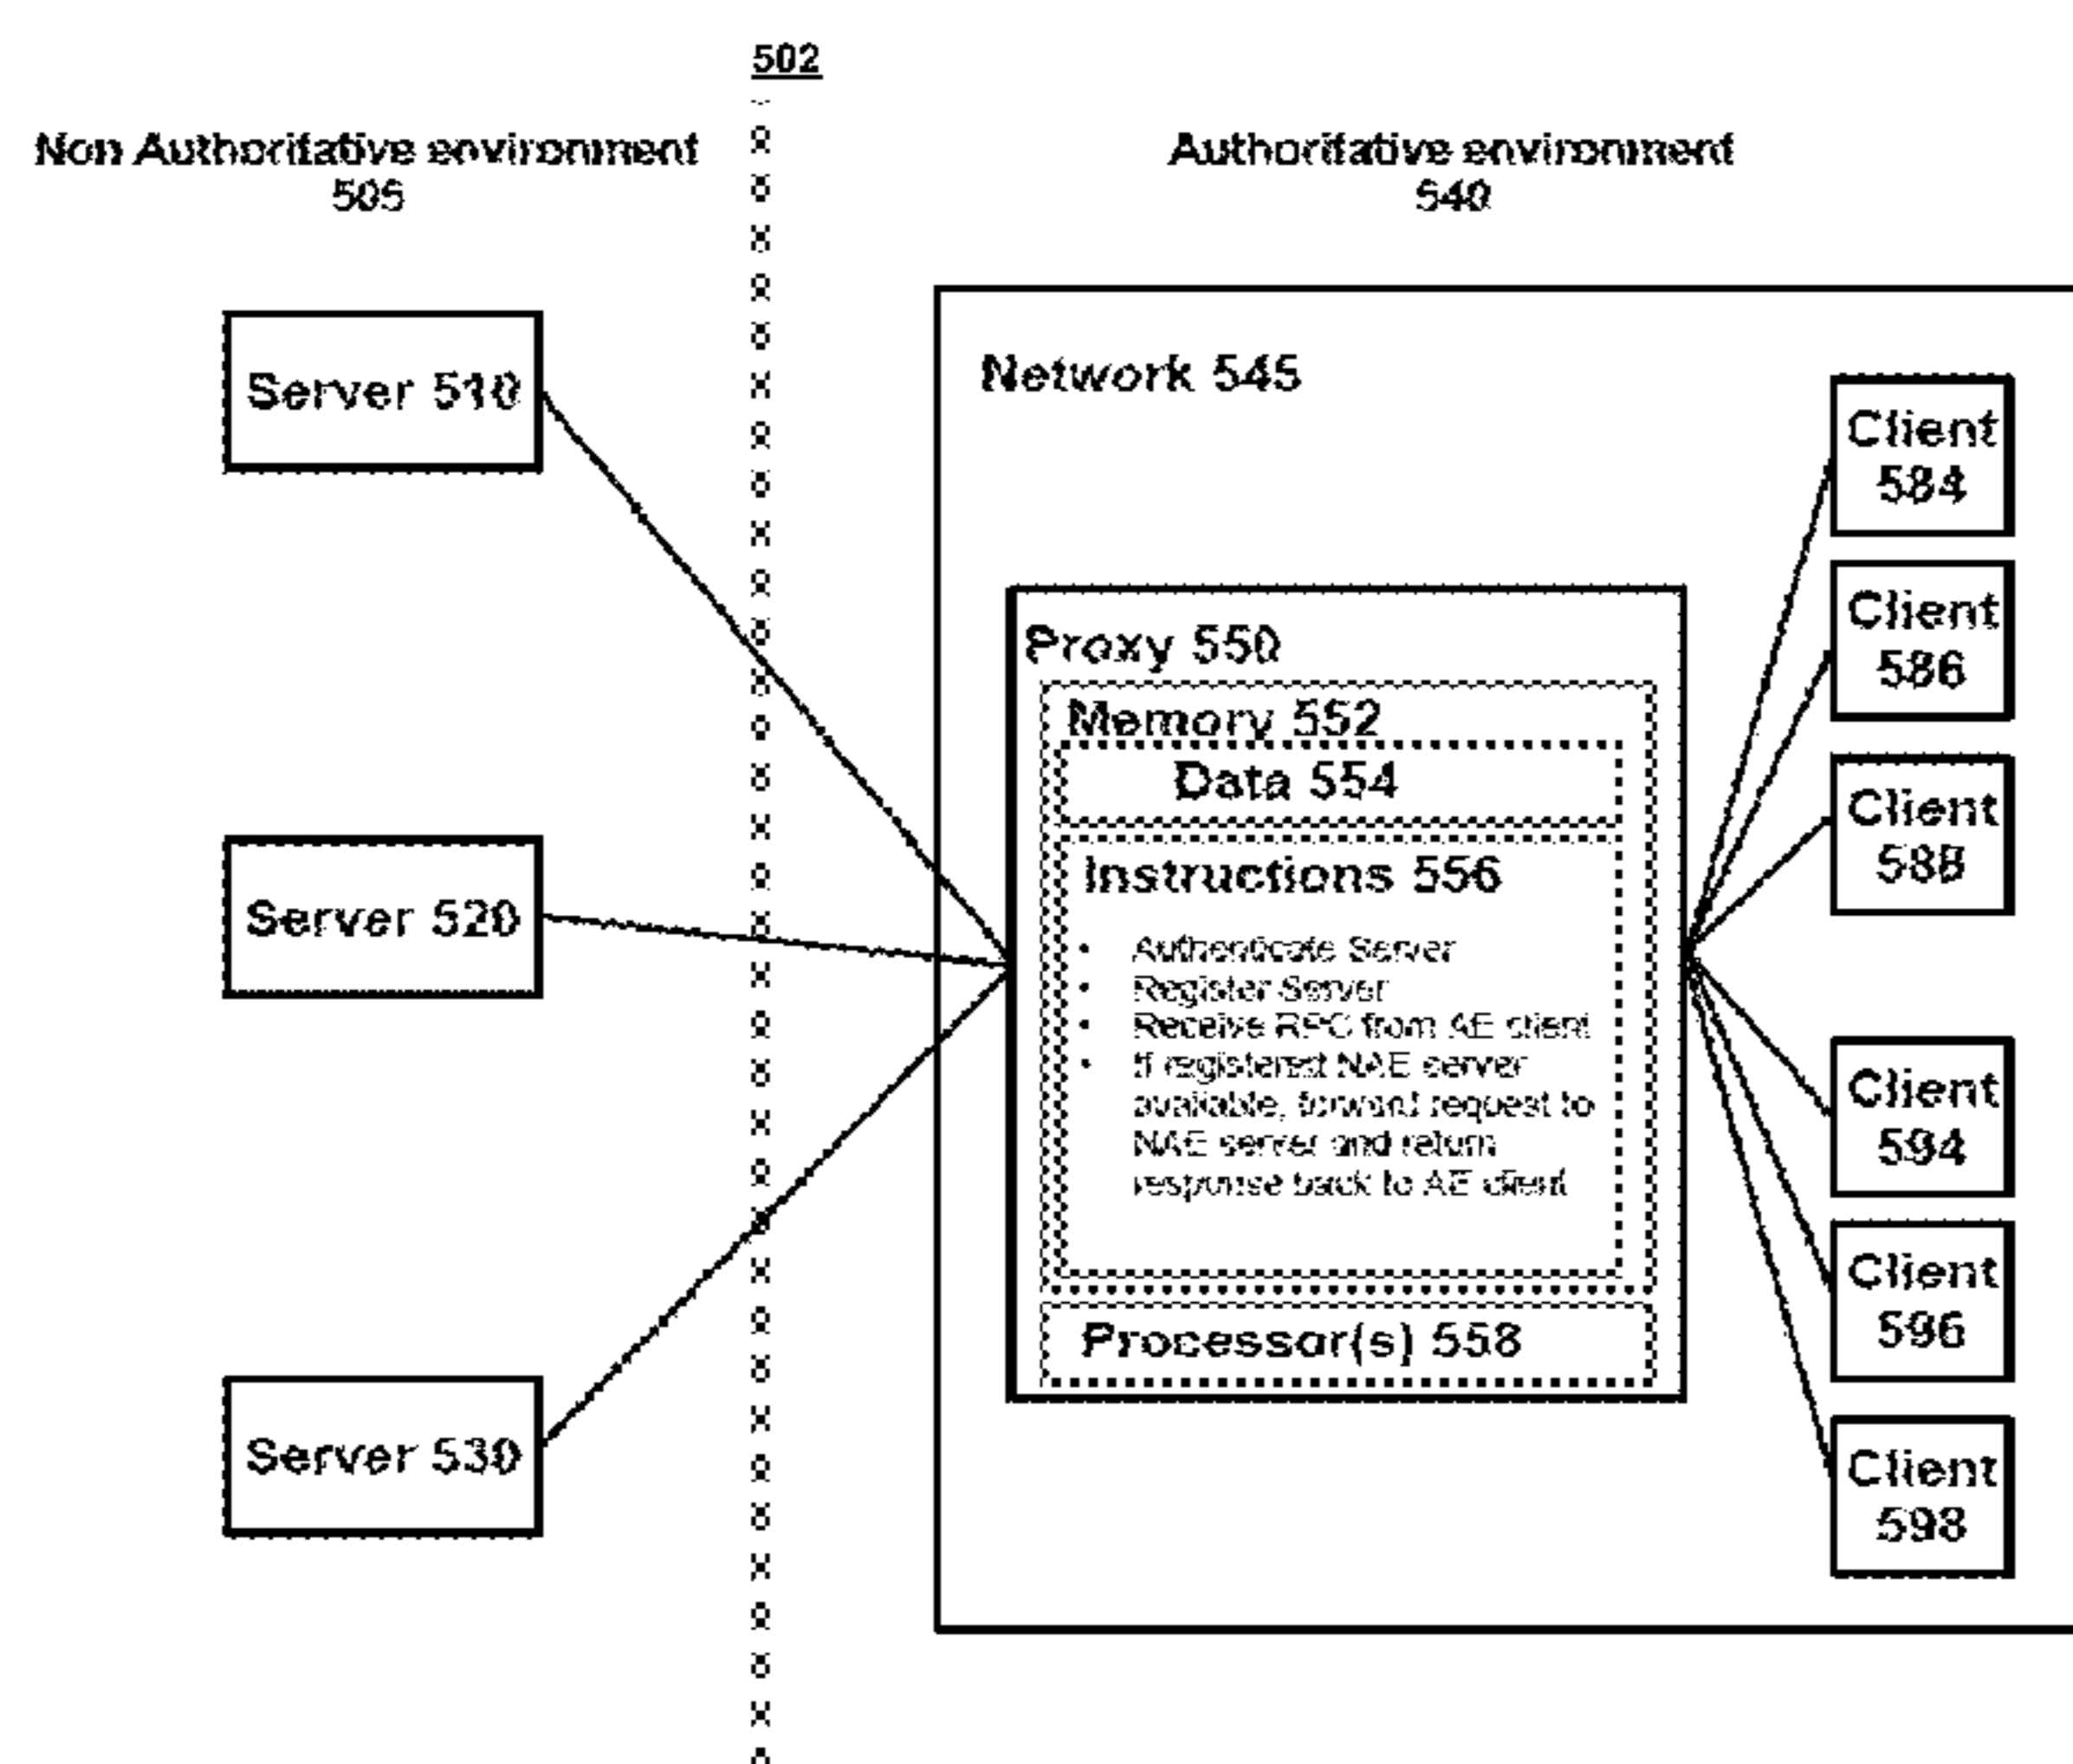 502
Non Authoritative environment
505
Authoritative environment
540
Server 510
Server 520
Server 530
Network 545
Proxy 550
Memory 552
Data 554
Instructions 556
• Authenticate Server
• Register Server
• Receive RPC from AE client
• If registered NAE server
available, forward request to
NAE server and return
response back to AE client
Processor(s) 558
Client
584
Client
586
Client
588
Client
594
Client
596
Client
598